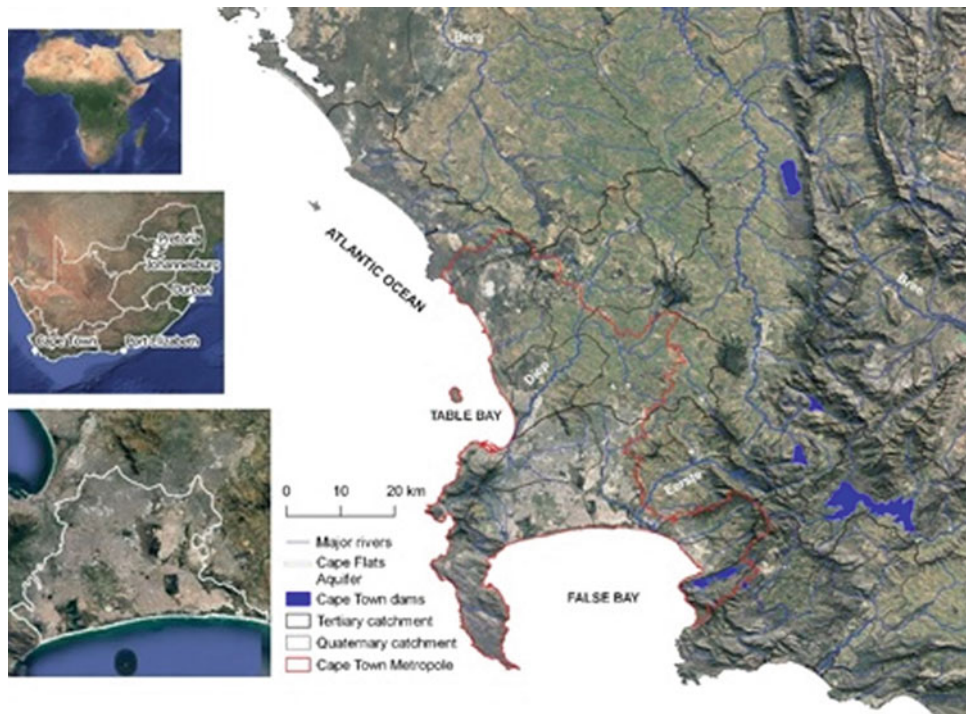 Berg
ATLANTIC OCEAN
Pretoria
Johannesburg
Durban
Cape Town
Port Elizabeth
Bree
Diep
TABLE BAY
Eerste
FALSE BAY
0 10 20 km
Major rivers
Cape Flats
Aquifer
Cape Town dams
Tertiary catchment
Quaternary catchment
Cape Town Metropole